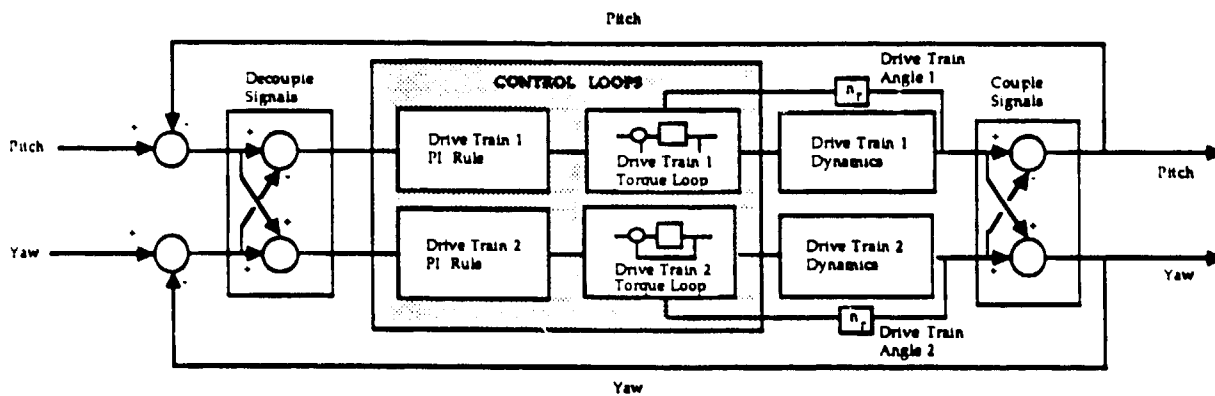 Pitch
Decouple
Signals
CONTROL LOOPS
Drive Train
Angle 1
n_r
Couple
Signals
+
-
+
-
+
-
Pitch
Drive Train 1
PI Rule
Drive Train 1
Torque Loop
Drive Train 1
Dynamics
Pitch
+
+
+
Yaw
-
+
Drive Train 2
PI Rule
Drive Train 2
Torque Loop
Drive Train 2
Dynamics
+
Yaw
n_r
Drive Train
Angle 2
Yaw